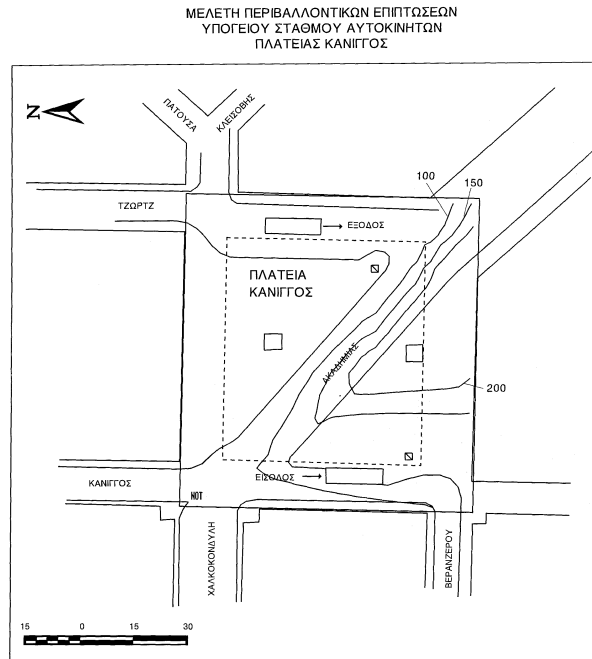 ΜΕΛΕΤΗ ΠΕΡΙΒΑΛΛΟΝΤΙΚΩΝ ΕΠΙΠΤΩΣΕΩΝ
ΥΠΟΓΕΙΟΥ ΣΤΑΘΜΟΥ ΑΥΤΟΚΙΝΗΤΩΝ
ΠΛΑΤΕΙΑΣ ΚΑΝΙΓΓΟΣ
Ν
ΠΑΤΟΥΣΑ
ΚΛΕΙΣΟΒΗΣ
100
150
ΤΖΩΡΤΖ
ΕΞΟΔΟΣ
ΠΛΑΤΕΙΑ
ΚΑΝΙΓΓΟΣ
ΑΚΑΔΗΜΙΑΣ
200
ΕΙΣΟΔΟΣ
ΚΑΝΙΓΓΟΣ
ΝΟΤ
ΧΑΛΚΟΚΟΝΔΥΛΗ
ΒΕΡΑΝΖΕΡΟΥ
15 0 15 30